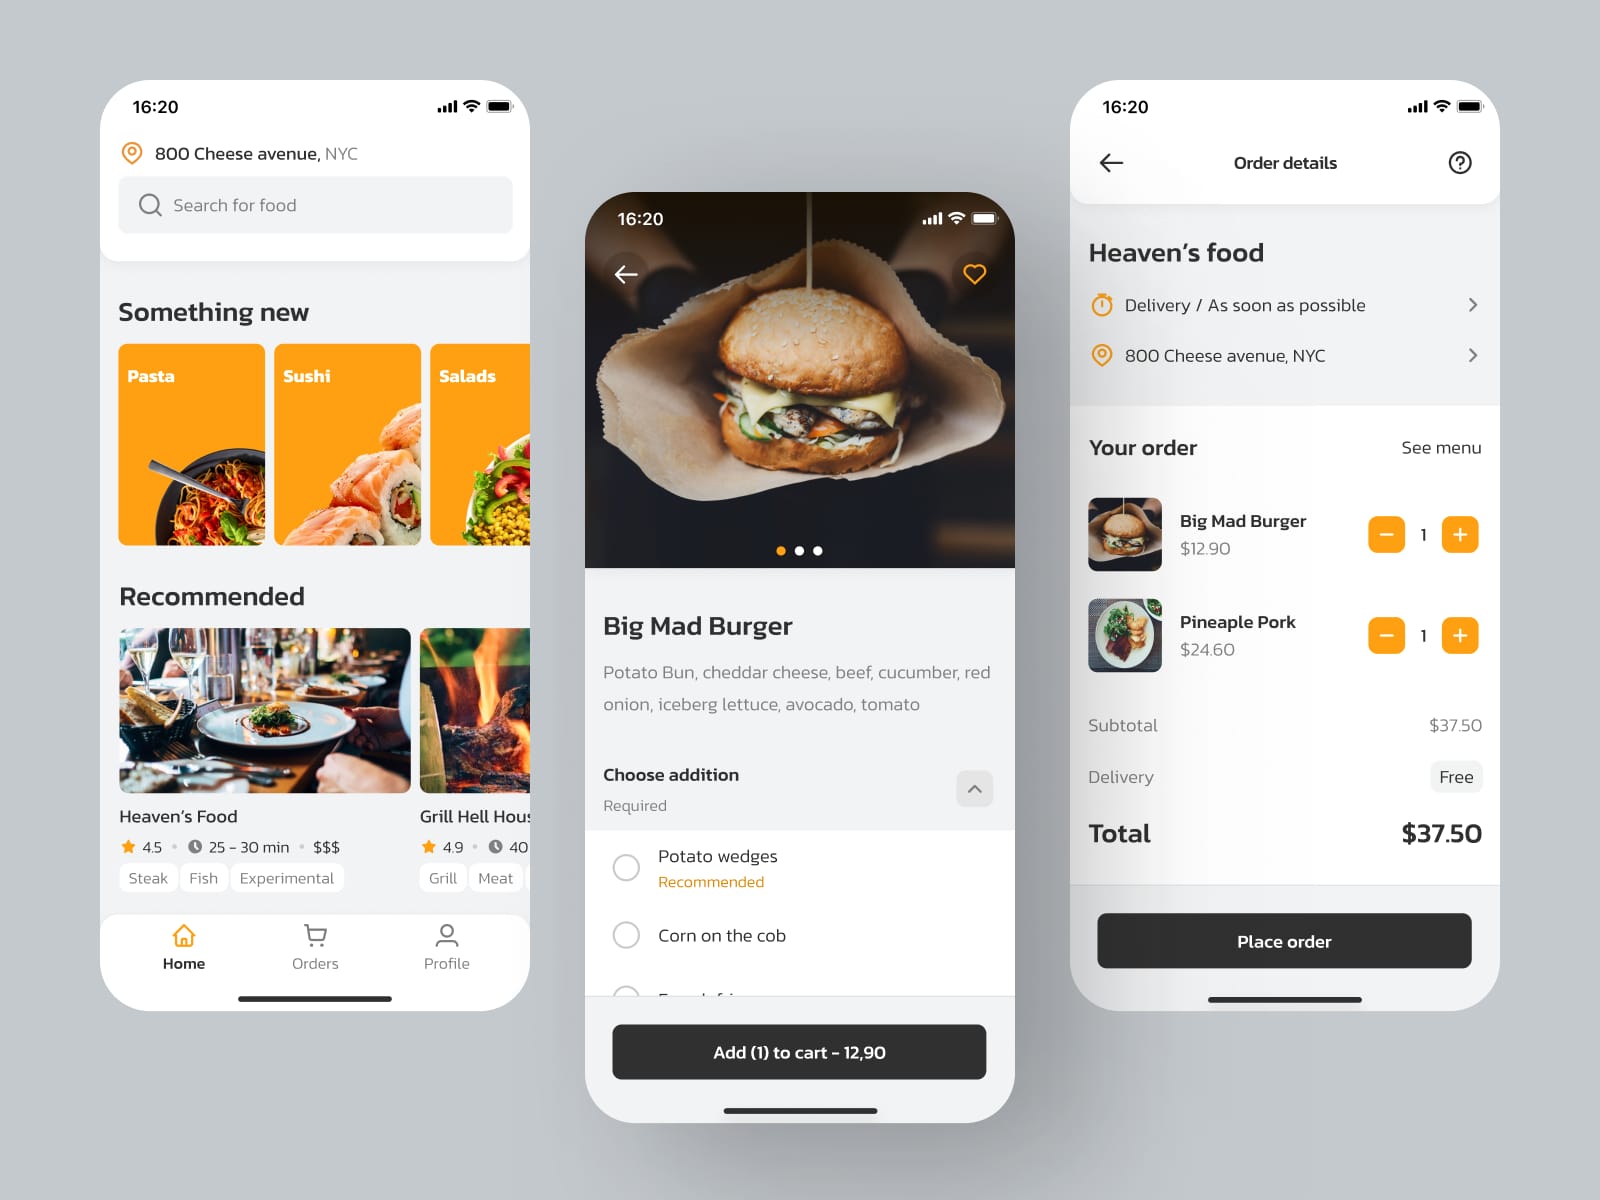 16:20
800 Cheese avenue, NYC
Search for food
Something new
Pasta
Sushi
Salads
Recommended
Heaven's Food
4.5 • 25 - 30 min • $$$
Steak Fish Experimental
Grill Hell Hous
4.9 • 40
Grill Meat
Home Orders Profile
16:20
Big Mad Burger
Potato Bun, cheddar cheese, beef, cucumber, red
onion, iceberg lettuce, avocado, tomato
Choose addition
Required
Potato wedges
Recommended
Corn on the cob
Add (1) to cart - 12,90
16:20
Order details
Heaven's food
Delivery / As soon as possible
800 Cheese avenue, NYC
Your order See menu
Big Mad Burger
$12.90
1
Pineaple Pork
$24.60
1
Subtotal $37.50
Delivery Free
Total $37.50
Place order